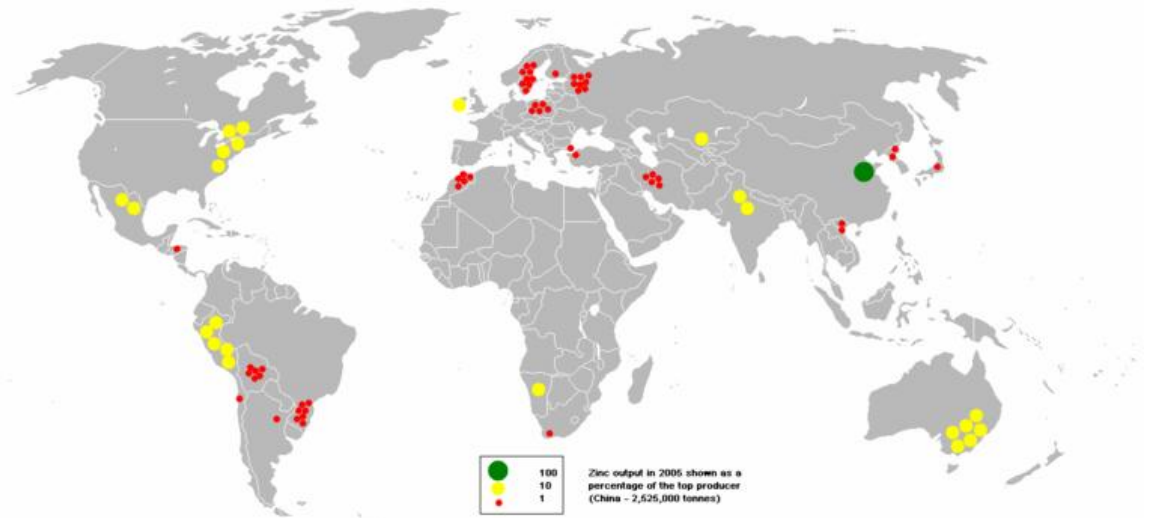 100
10
1
Zinc output in 2005 shown as a
percentage of the top producer
(China - 2,525,000 tonnes)